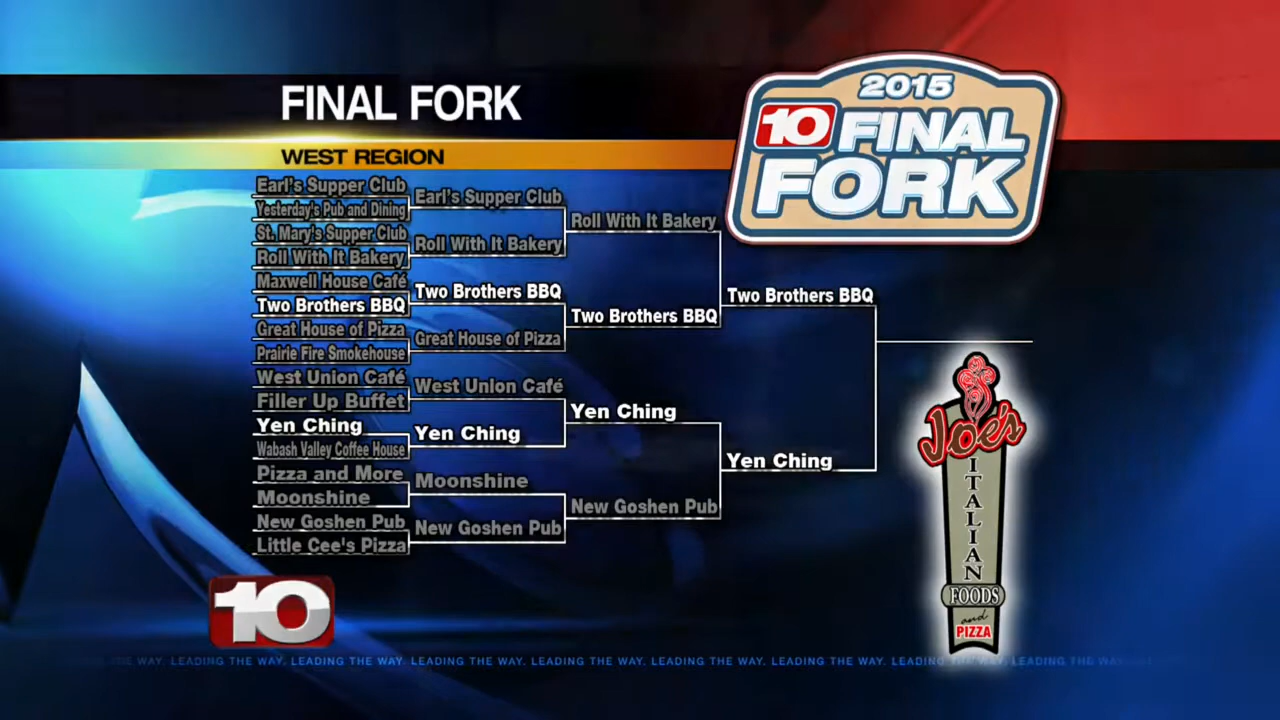 FINAL FORK
WEST REGION
2015
10 FINAL
FORK
Earl's Supper Club
Yesterday's Pub and Dining
St. Mary's Supper Club
Roll With It Bakery
Maxwell House Café
Two Brothers BBQ
Great House of Pizza
Prairie Fire Smokehouse
West Union Café
Filler Up Buffet
Yen Ching
Wabash Valley Coffee House
Pizza and More
Moonshine
New Goshen Pub
Little Cee's Pizza
Earl's Supper Club
Roll With It Bakery
Two Brothers BBQ
Great House of Pizza
West Union Café
Yen Ching
Moonshine
New Goshen Pub
Roll With It Bakery
Two Brothers BBQ
Yen Ching
New Goshen Pub
Two Brothers BBQ
Yen Ching
Joe's
ITALIAN
FOODS
and
PIZZA
10
THE WAY. LEADING THE WAY. LEADING THE WAY. LEADING THE WAY. LEADING THE WAY. LEADING THE WAY. LEADING THE WAY. LEADING THE WAY. LEADING THE WAY.